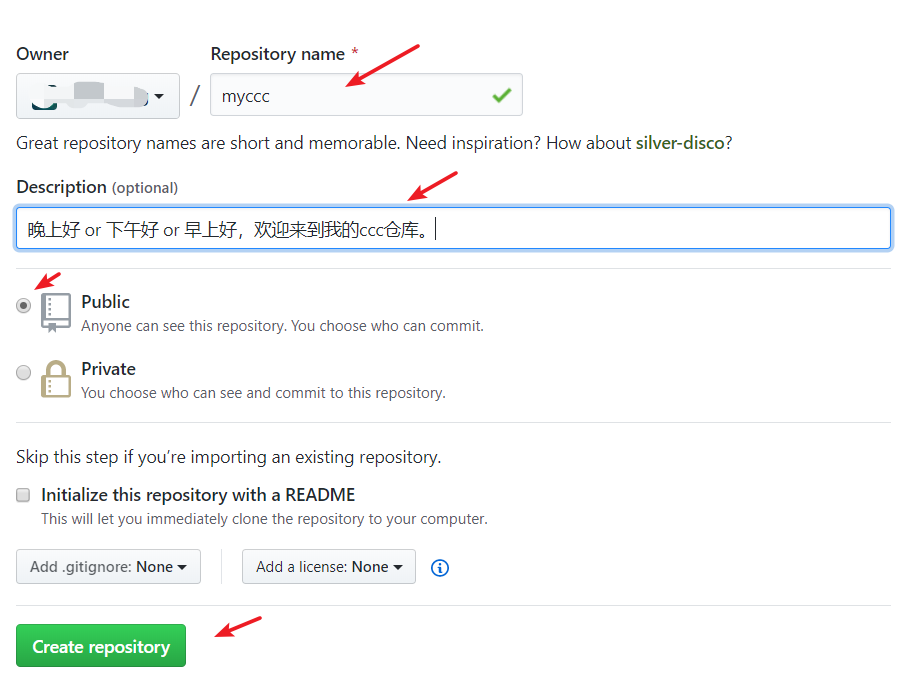 Owner
Repository name *
/ myccc
Great repository names are short and memorable. Need inspiration? How about silver-disco?
Description (optional)
晚上好 or 下午好 or 早上好，欢迎来到我的ccc仓库。
Public
Anyone can see this repository. You choose who can commit.
Private
You choose who can see and commit to this repository.
Skip this step if you’re importing an existing repository.
Initialize this repository with a README
This will let you immediately clone the repository to your computer.
Add .gitignore: None
Add a license: None
Create repository